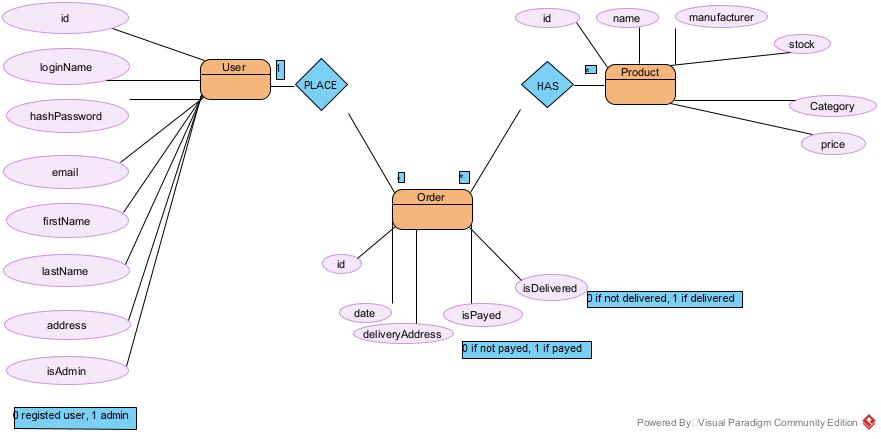 id
loginName
hashPassword
email
firstName
lastName
address
isAdmin
0 registed user, 1 admin
User
1
PLACE
*
Order
*
id
date
deliveryAddress
isPayed
isDelivered
0 if not delivered, 1 if delivered
0 if not payed, 1 if payed
HAS
*
Product
id
name
manufacturer
stock
Category
price
Powered By Visual Paradigm Community Edition